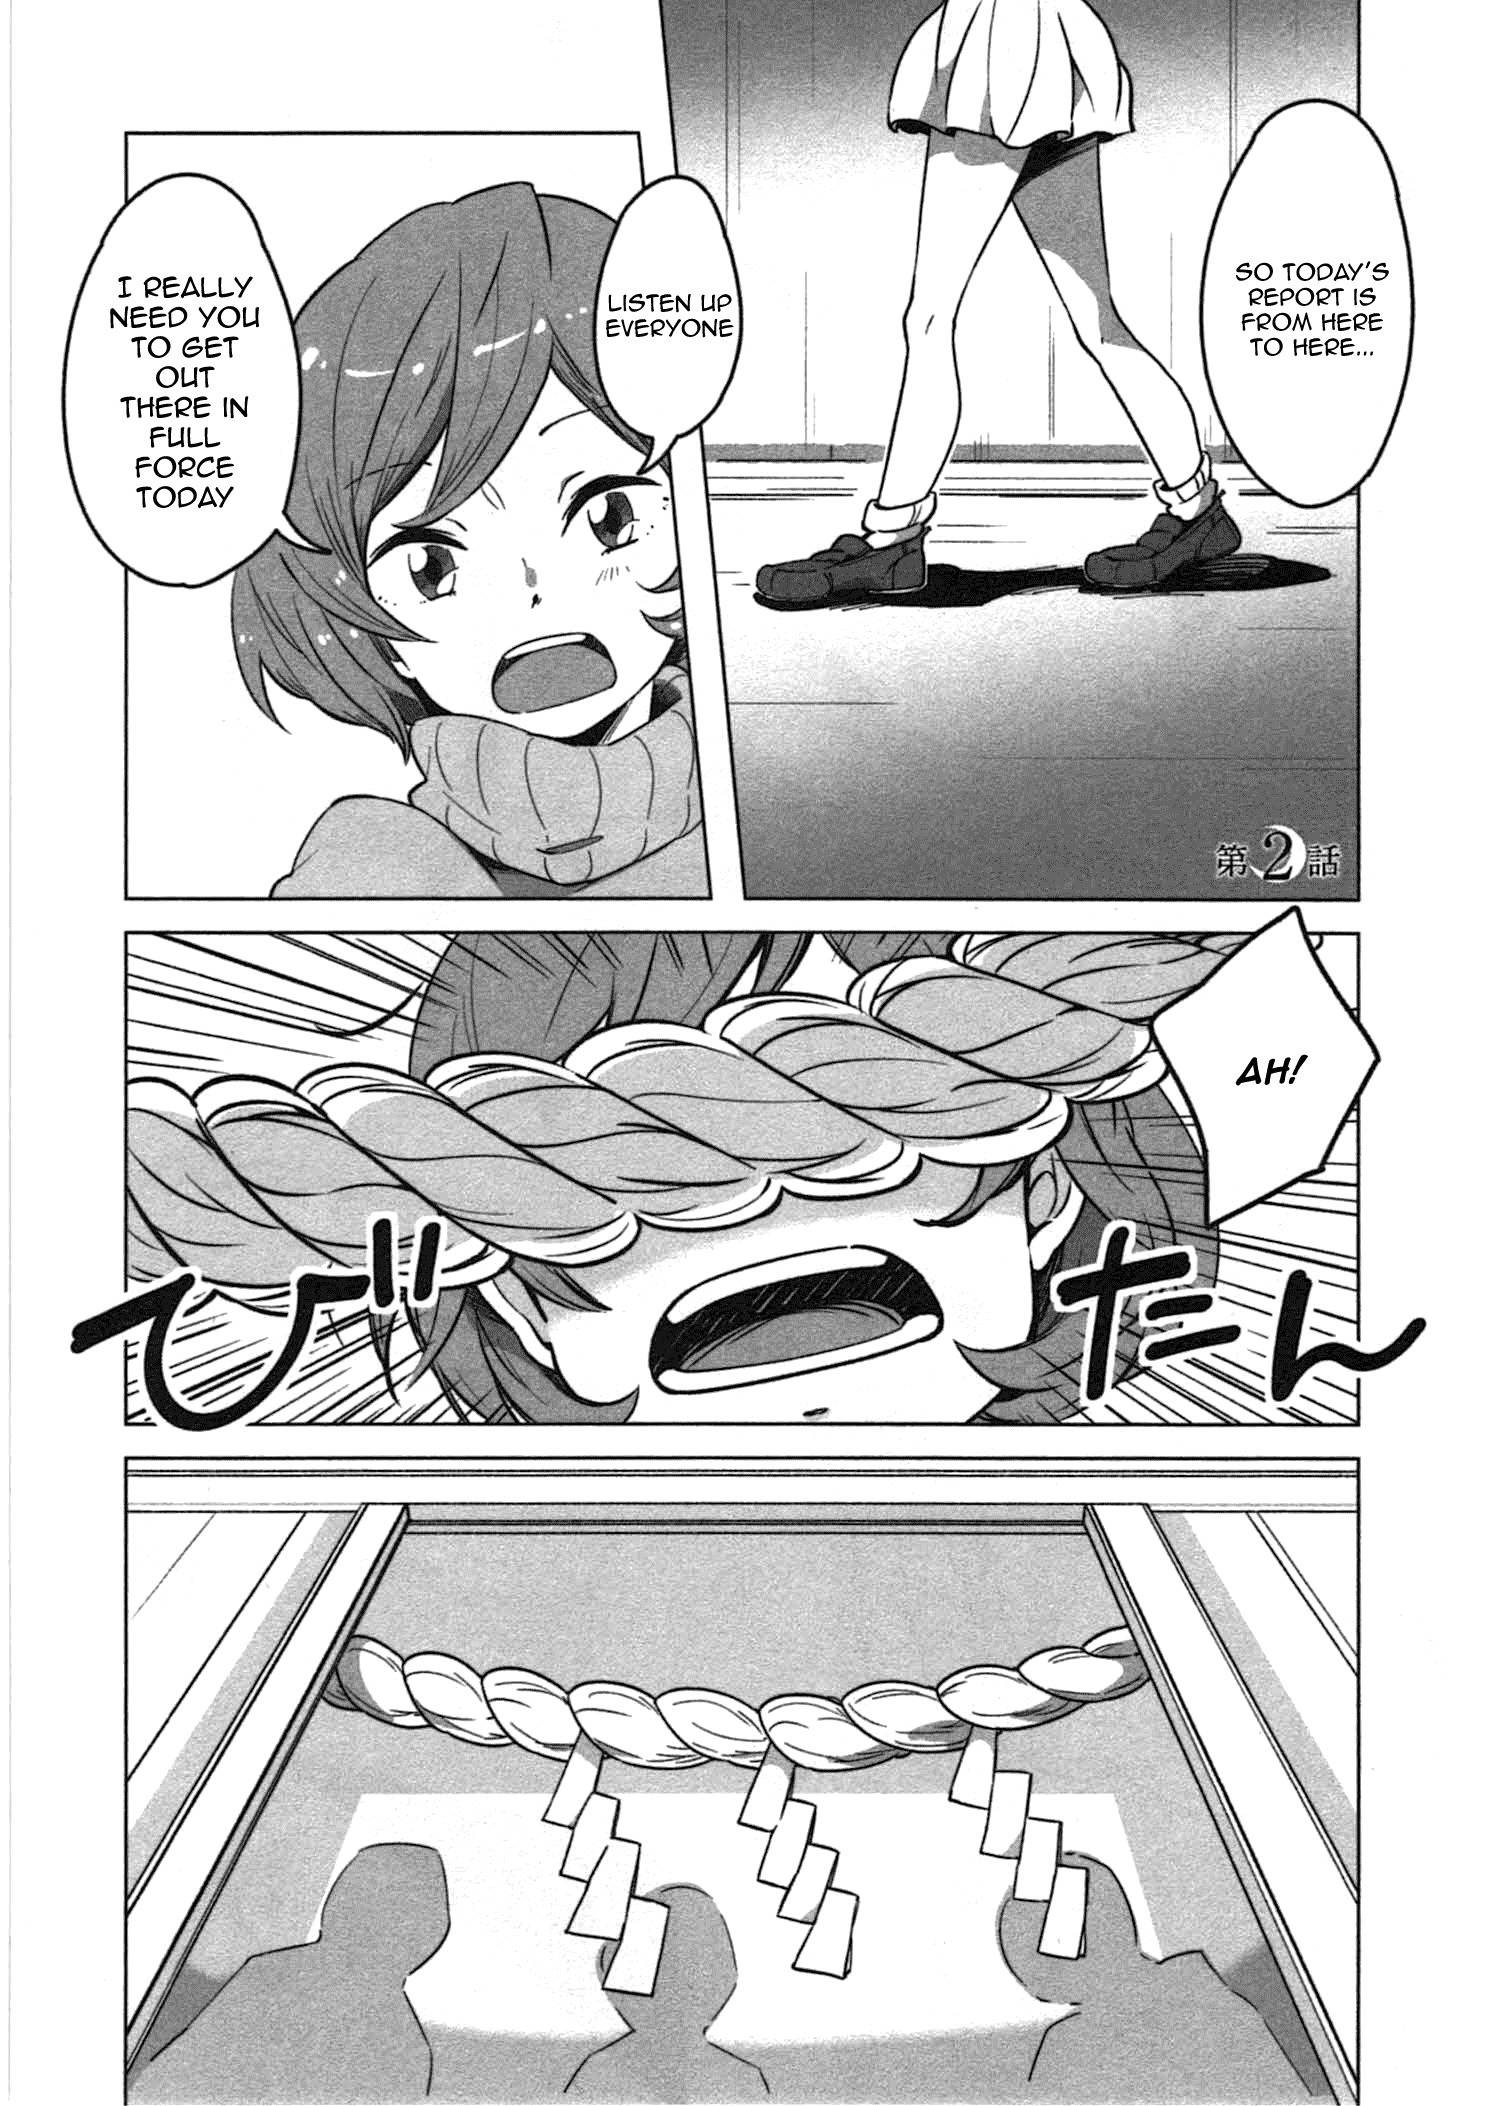 SO TODAY'S
REPORT IS
FROM HERE
TO HERE...
第2話
LISTEN UP
EVERYONE
I REALLY
NEED YOU
TO GET
OUT
THERE IN
FULL
FORCE
TODAY
AH!
びたん